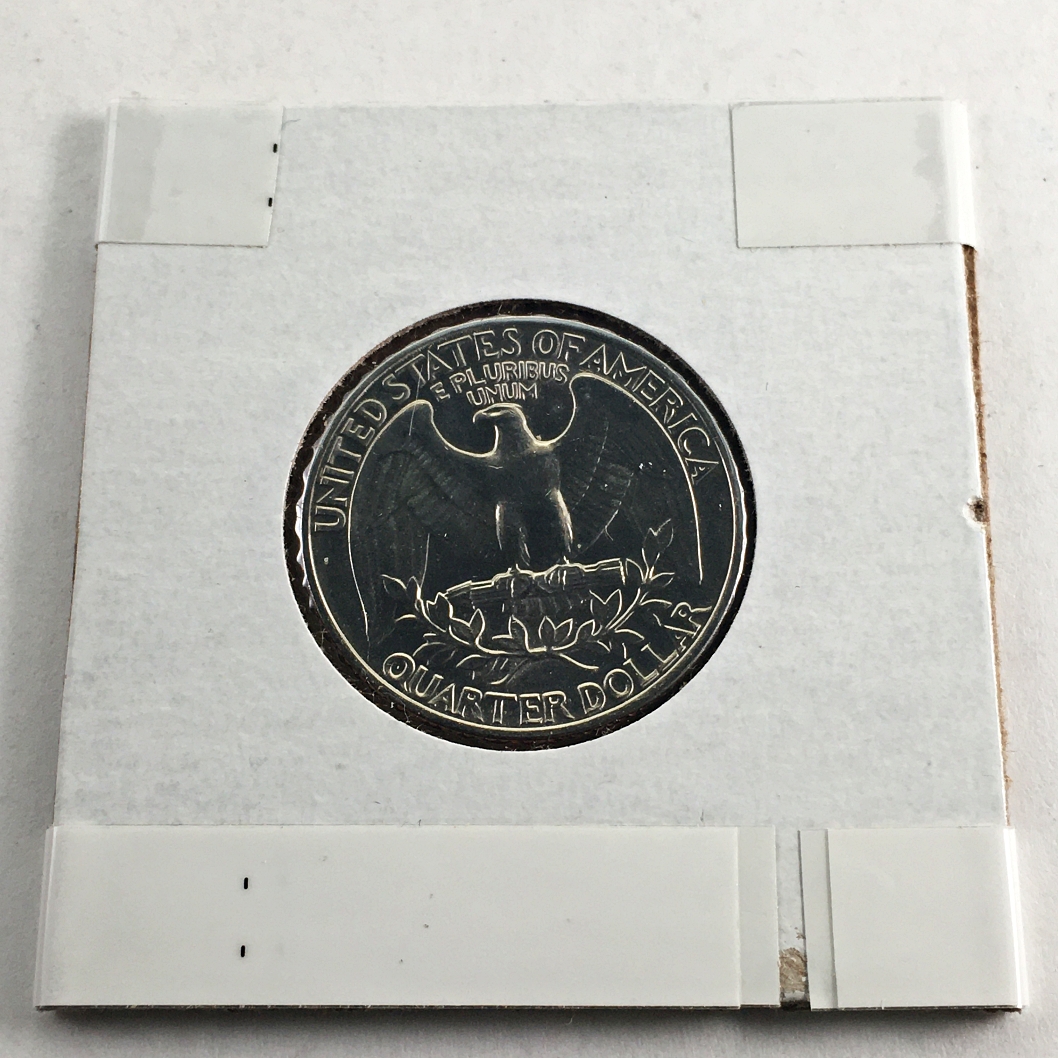 UNITED STATES OF AMERICA
E PLURIBUS
UNUM
QUARTER DOLLAR